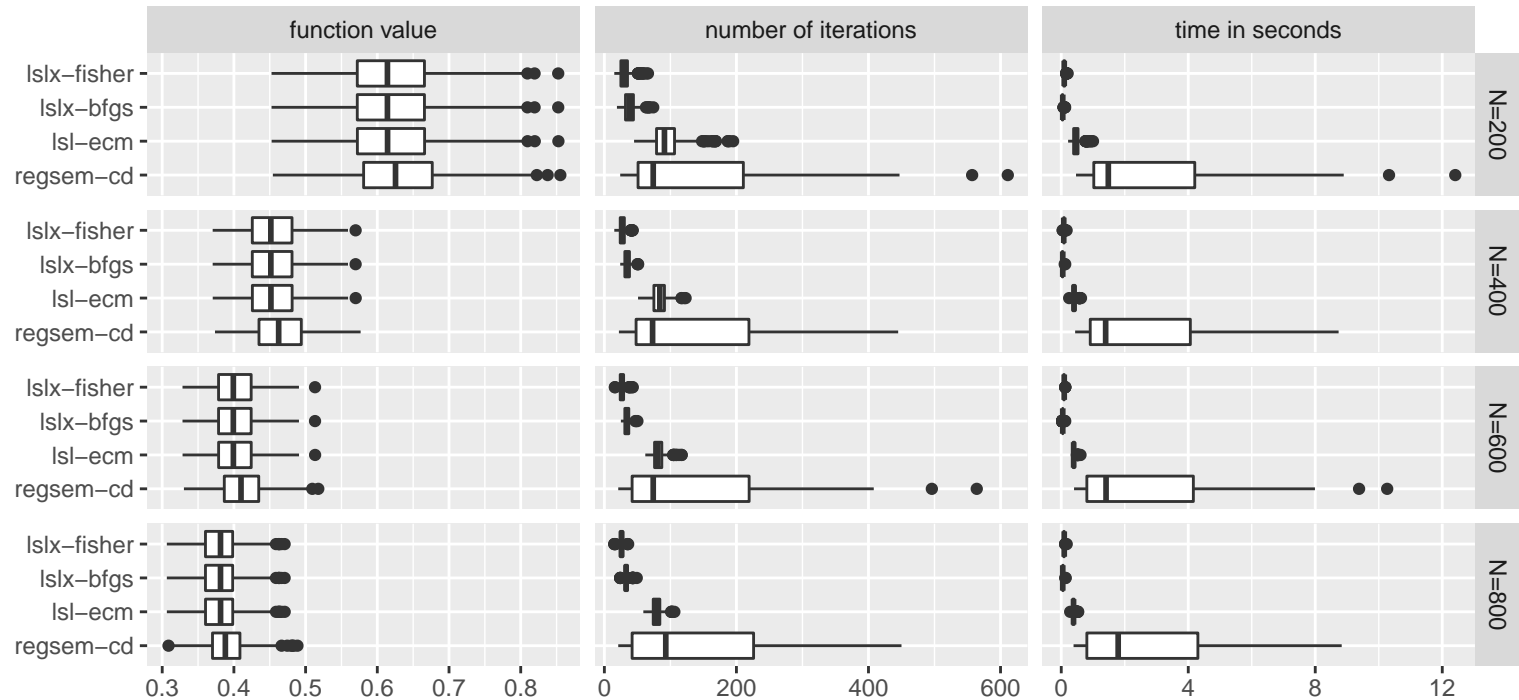 function value number of iterations time in seconds
lslx−fisher
lslx−bfgs
lsl−ecm
regsem−cd
N=200
lslx−fisher
lslx−bfgs
lsl−ecm
regsem−cd
N=400
lslx−fisher
lslx−bfgs
lsl−ecm
regsem−cd
N=600
lslx−fisher
lslx−bfgs
lsl−ecm
regsem−cd
N=800
0.3 0.4 0.5 0.6 0.7 0.8 0 200 400 600 0 4 8 12